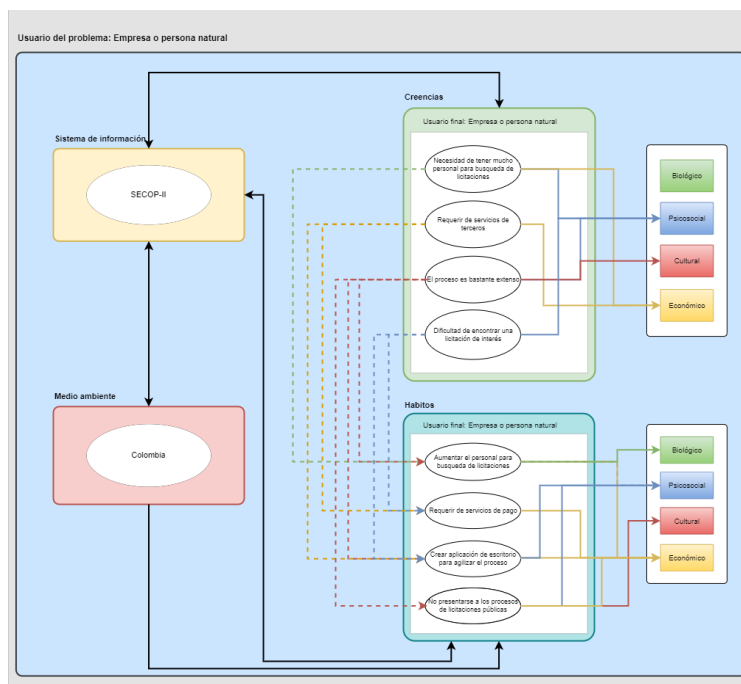 Usuario del problema: Empresa o persona natural
Creencias
Usuario final: Empresa o persona natural
Sistema de información
SECOP-II
Necesidad de tener mucho
personal para busqueda de
licitaciones
Requerir de servicios de
terceros
El proceso es bastante extenso
Dificultad de encontrar una
licitación de interés
Biológico
Psicosocial
Cultural
Económico
Medio ambiente
Colombia
Habitos
Usuario final: Empresa o persona natural
Aumentar el personal para
busqueda de licitaciones
Requerir de servicios de pago
Crear aplicación de escritorio
para agilizar el proceso
No presentarse a los procesos
de licitaciones públicas
Biológico
Psicosocial
Cultural
Económico